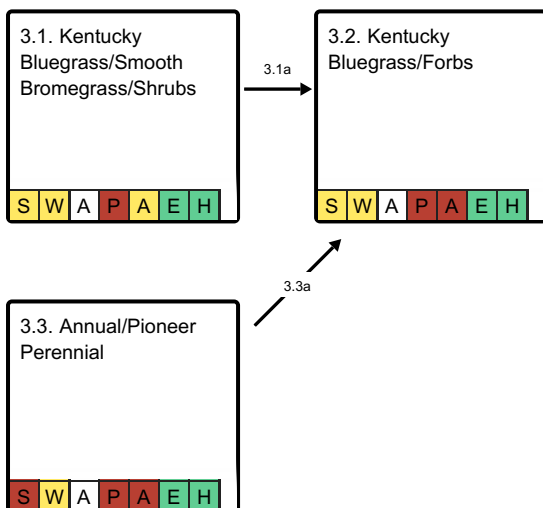 3.1. Kentucky
Bluegrass/Smooth
Bromegrass/Shrubs
S W A P A E H
3.1a
3.2. Kentucky
Bluegrass/Forbs
S W A P A E H
3.3a
3.3. Annual/Pioneer
Perennial
S W A P A E H